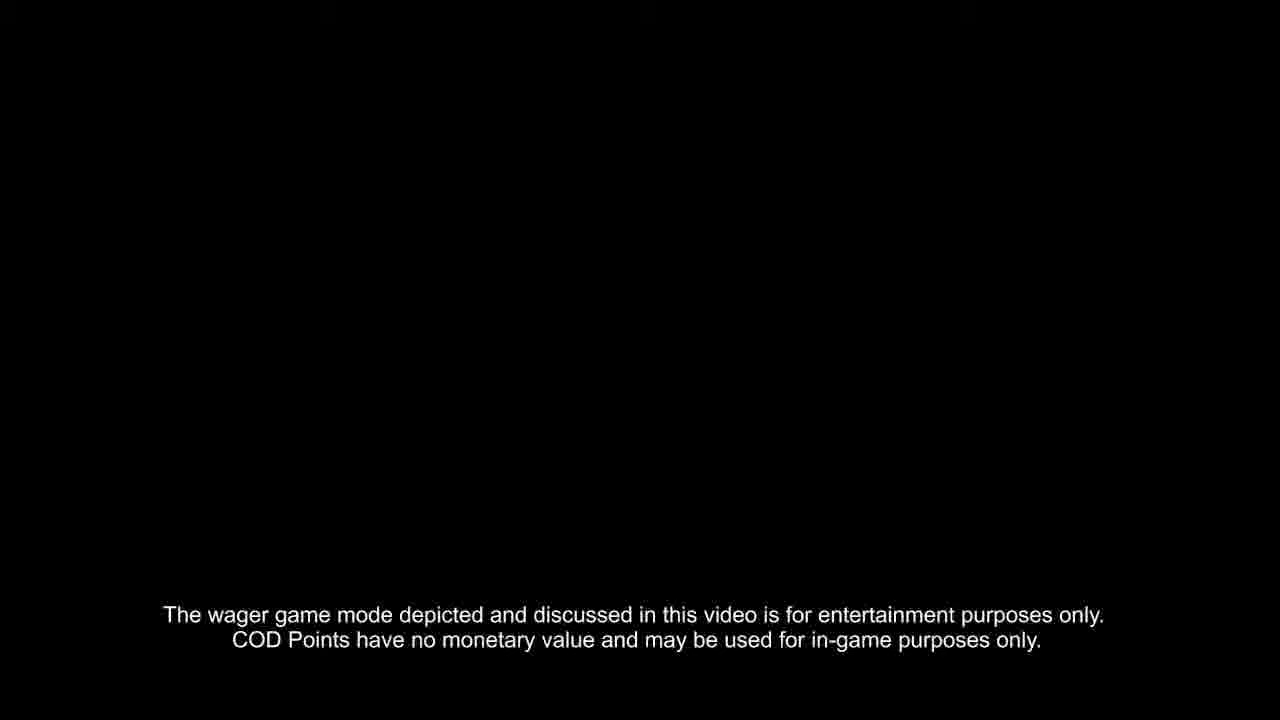 The wager game mode depicted and discussed in this video is for entertainment purposes only.
COD Points have no monetary value and may be used for in-game purposes only.